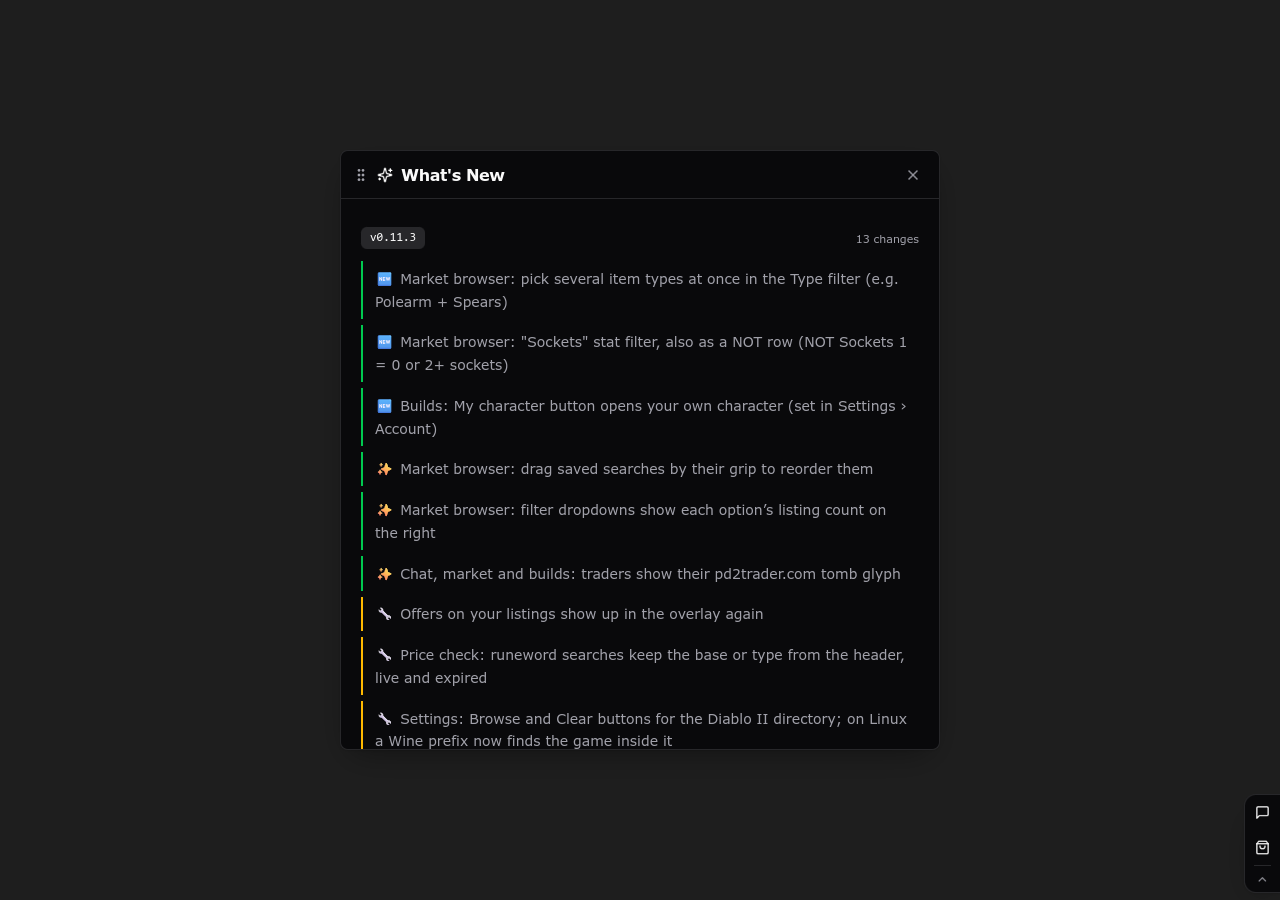 What's New
v0.11.3
13 changes
🆕 Market browser: pick several item types at once in the Type filter (e.g.
Polearm + Spears)
🆕 Market browser: "Sockets" stat filter, also as a NOT row (NOT Sockets 1
= 0 or 2+ sockets)
🆕 Builds: My character button opens your own character (set in Settings ›
Account)
✨ Market browser: drag saved searches by their grip to reorder them
✨ Market browser: filter dropdowns show each option’s listing count on
the right
✨ Chat, market and builds: traders show their pd2trader.com tomb glyph
🔧 Offers on your listings show up in the overlay again
🔧 Price check: runeword searches keep the base or type from the header,
live and expired
🔧 Settings: Browse and Clear buttons for the Diablo II directory; on Linux
a Wine prefix now finds the game inside it